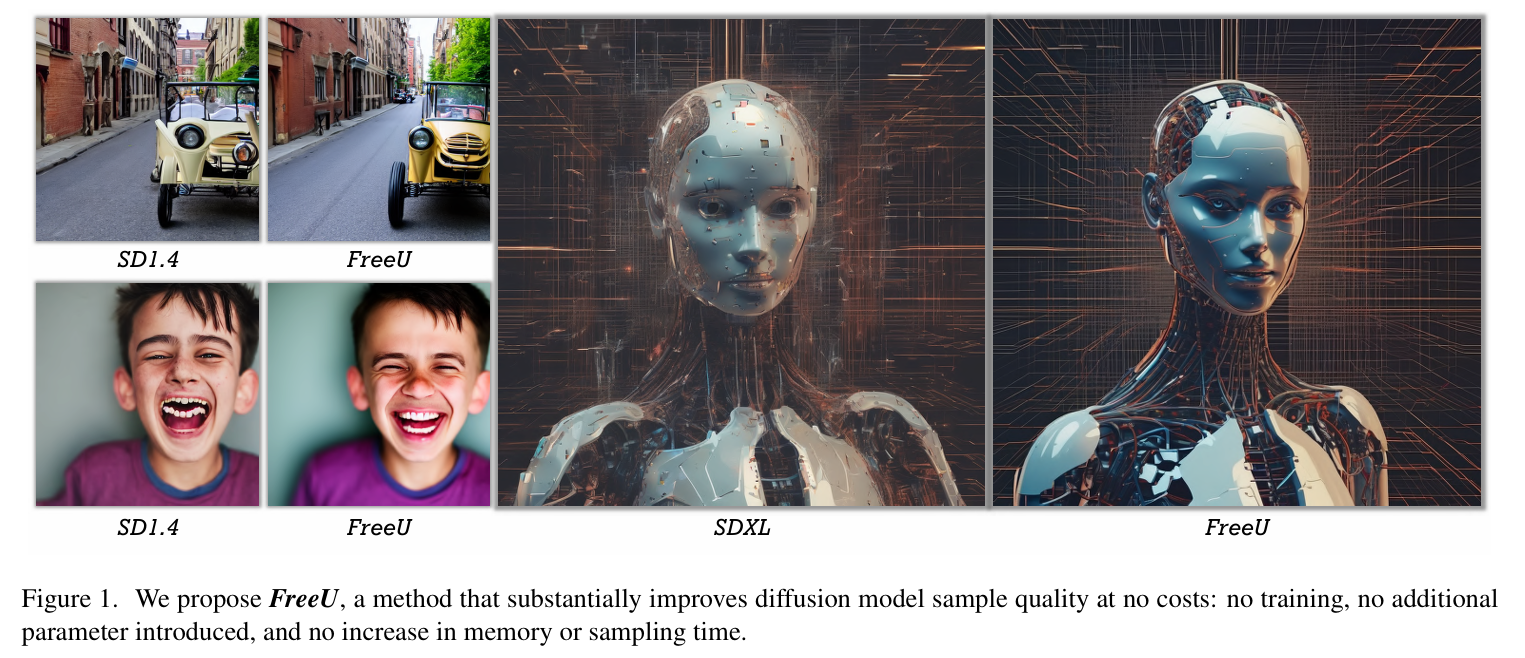 SD1.4
FreeU
SD1.4
FreeU
SDXL
FreeU
Figure 1. We propose FreeU, a method that substantially improves diffusion model sample quality at no costs: no training, no additional
parameter introduced, and no increase in memory or sampling time.